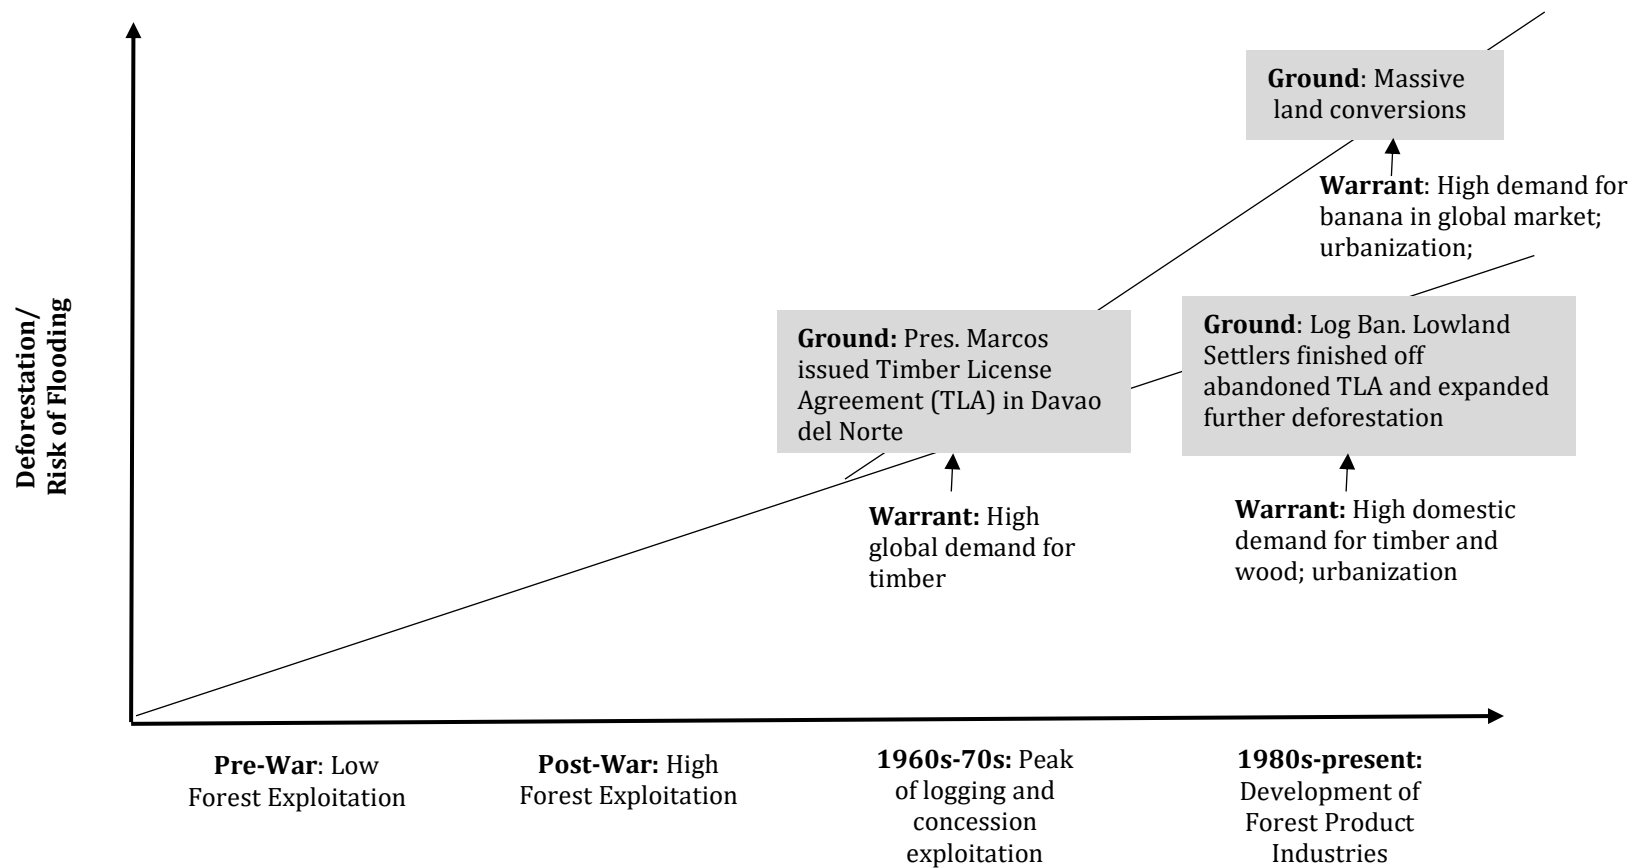 Ground: Massive
land conversions
Warrant: High demand for
banana in global market;
urbanization;
Deforestation/
Risk of Flooding
Ground: Pres. Marcos
issued Timber License
Agreement (TLA) in Davao
del Norte
Ground: Log Ban. Lowland
Settlers finished off
abandoned TLA and expanded
further deforestation
Warrant: High
global demand for
timber
Warrant: High domestic
demand for timber and
wood; urbanization
Pre-War: Low
Forest Exploitation
Post-War: High
Forest Exploitation
1960s-70s: Peak
of logging and
concession
exploitation
1980s-present:
Development of
Forest Product
Industries